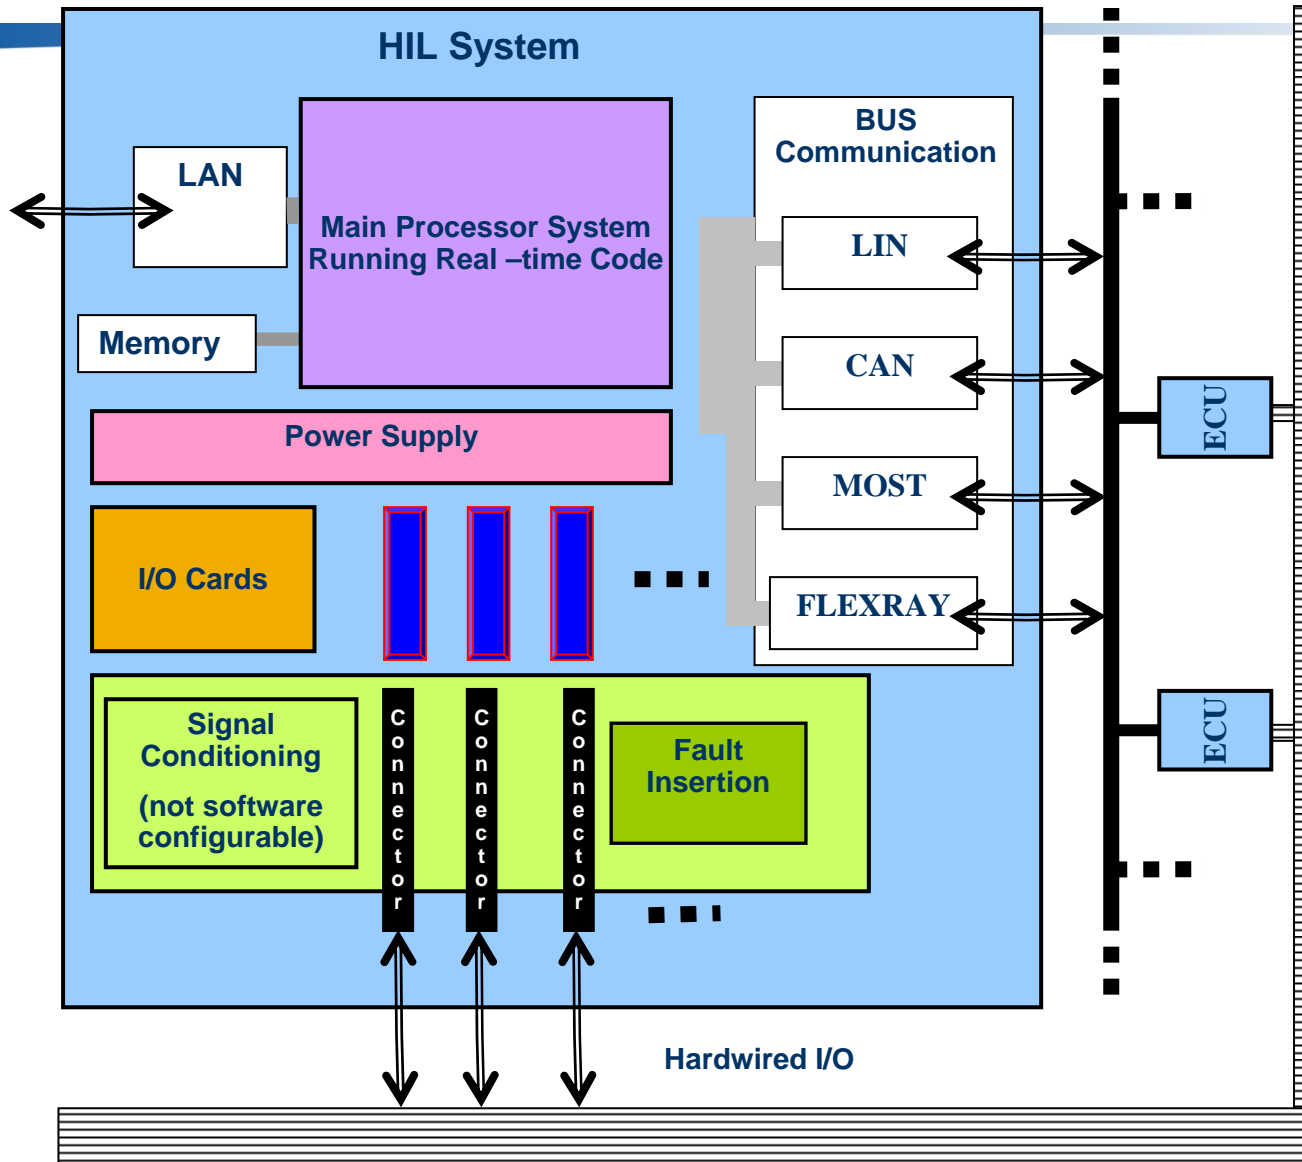 HIL System
LAN
Main Processor System
Running Real –time Code
Memory
BUS
Communication
LIN
CAN
MOST
FLEXRAY
Power Supply
I/O Cards
Signal
Conditioning
(not software
configurable)
Connector
Connector
Connector
Fault
Insertion
ECU
ECU
Hardwired I/O